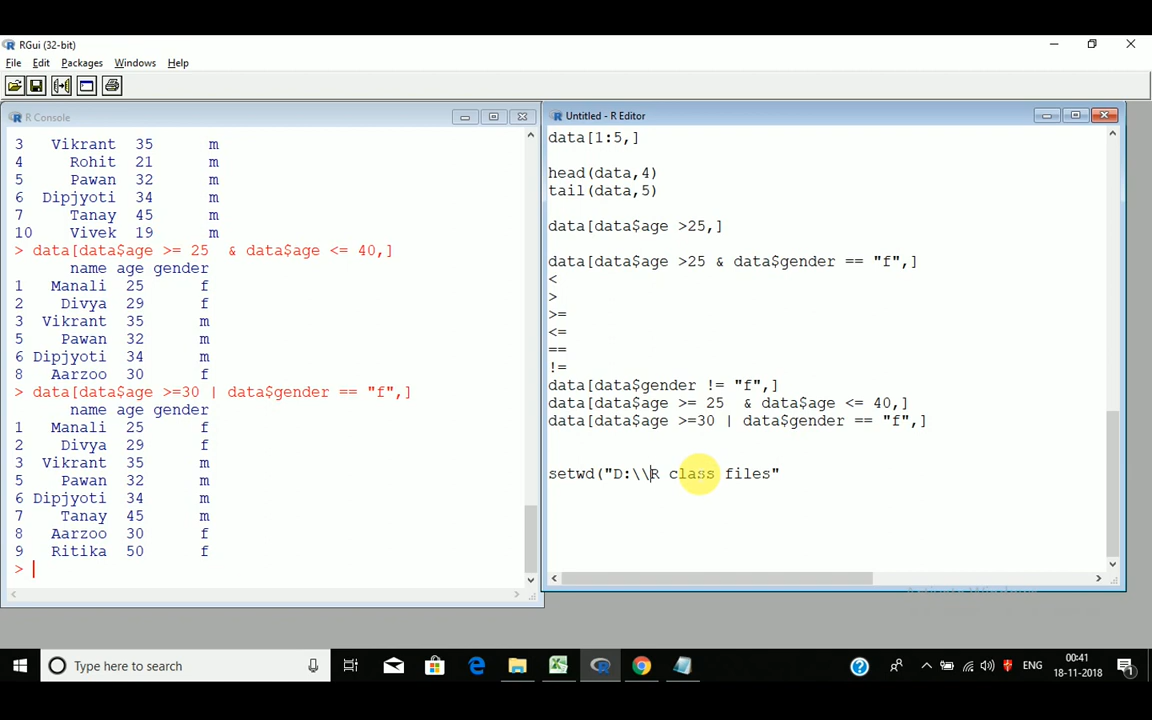 RGui (32-bit)
File Edit Packages Windows Help
R Console
3 Vikrant 35 m
4 Rohit 21 m
5 Pawan 32 m
6 Dipjyoti 34 m
7 Tanay 45 m
10 Vivek 19 m
> data[data$age >= 25  & data$age <= 40,]
name age gender
1 Manali 25 f
2 Divya 29 f
3 Vikrant 35 m
5 Pawan 32 m
6 Dipjyoti 34 m
8 Aarzoo 30 f
> data[data$age >=30 | data$gender == "f",]
name age gender
1 Manali 25 f
2 Divya 29 f
3 Vikrant 35 m
5 Pawan 32 m
6 Dipjyoti 34 m
7 Tanay 45 m
8 Aarzoo 30 f
9 Ritika 50 f
>
Untitled - R Editor
data[1:5,]
head(data,4)
tail(data,5)
data[data$age >25,]
data[data$age >25 & data$gender == "f",]
<
>
>=
<=
==
!=
data[data$gender != "f",]
data[data$age >= 25  & data$age <= 40,]
data[data$age >=30 | data$gender == "f",]
setwd("D:\\R class files"
Type here to search
ENG
00:41
18-11-2018